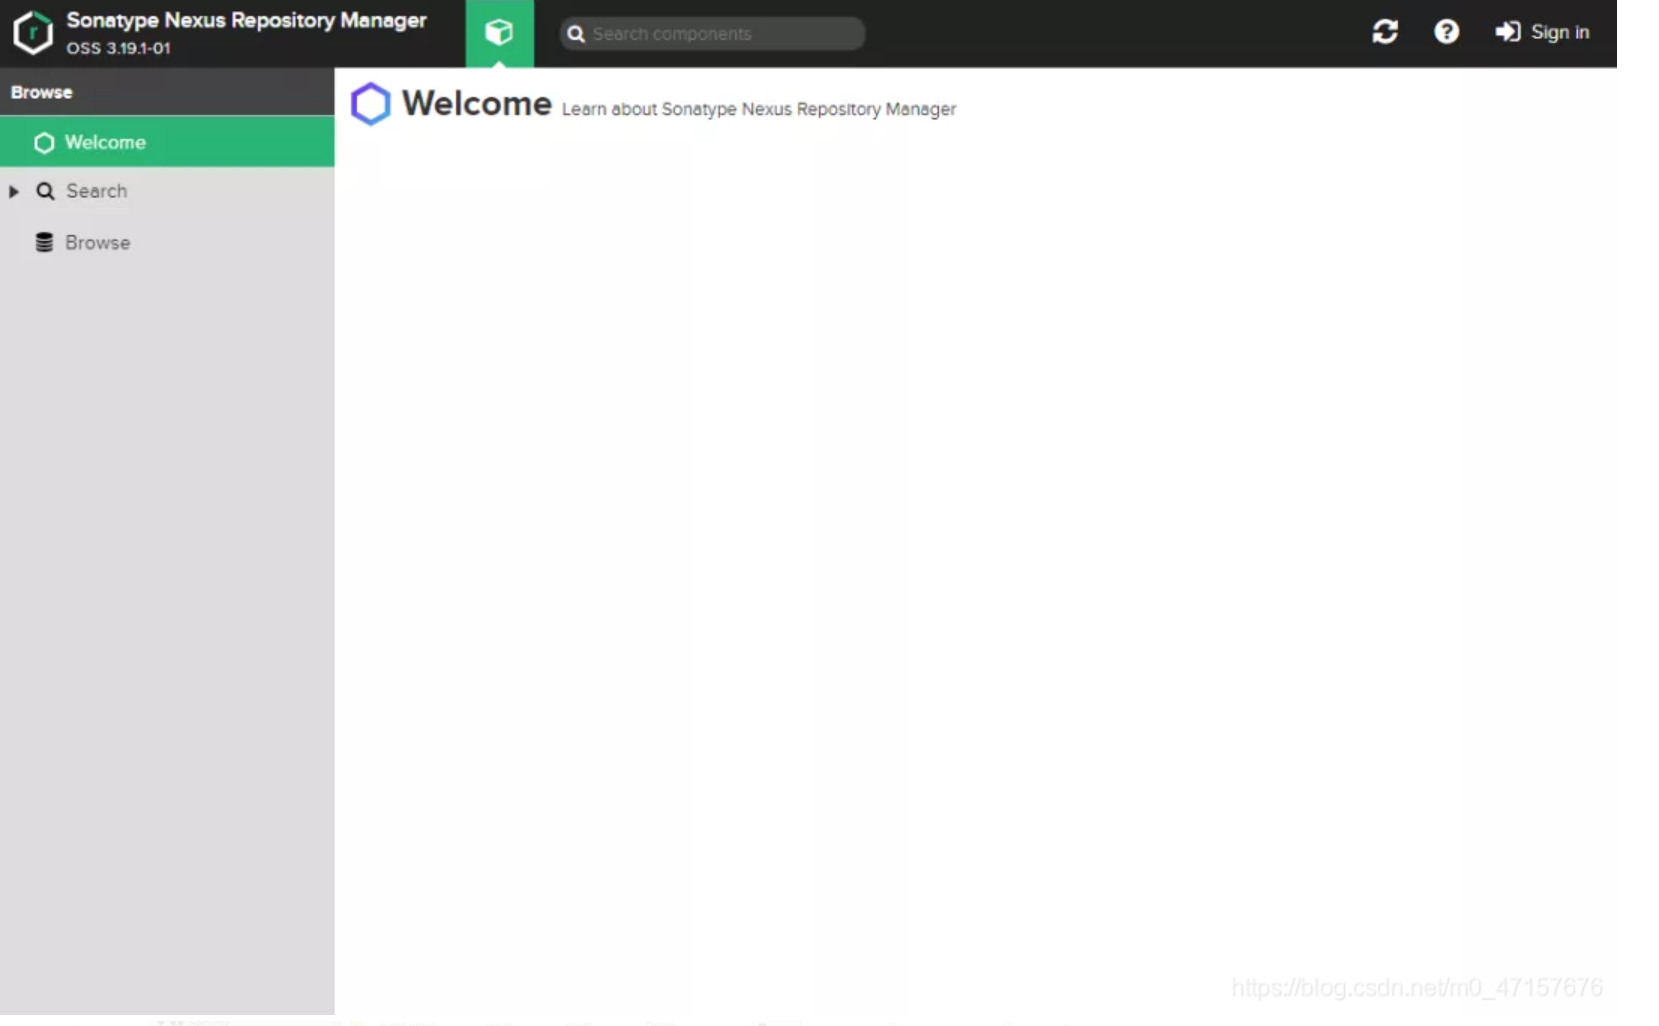 Sonatype Nexus Repository Manager
OSS 3.19.1-01
Search components
Sign in
Browse
Welcome
Search
Browse
Welcome Learn about Sonatype Nexus Repository Manager
https://blog.csdn.net/m0_47157676